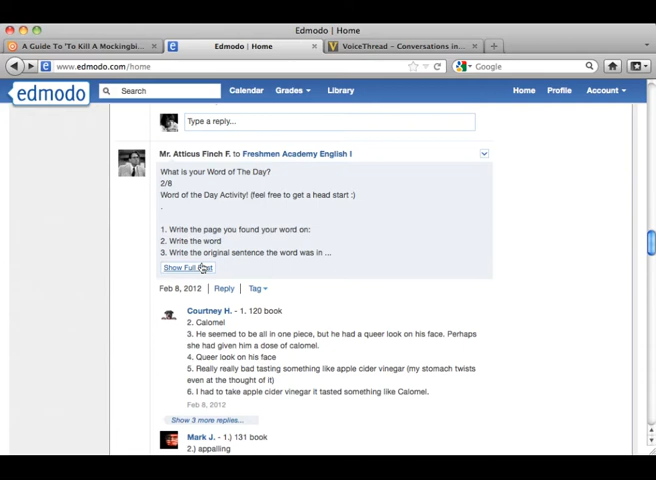 Edmodo | Home
A Guide To 'To Kill A Mockingbi...
Edmodo | Home
VoiceThread – Conversations in...
www.edmodo.com/home
Google
edmodo
Search
Calendar
Grades
Library
Home
Profile
Account
Type a reply...
Mr. Atticus Finch F. to Freshmen Academy English I
What is your Word of The Day?
2/8
Word of the Day Activity! (feel free to get a head start :)
.
1. Write the page you found your word on:
2. Write the word
3. Write the original sentence the word was in ...
Show Full Post
Feb 8, 2012 Reply Tag
Courtney H. - 1. 120 book
2. Calomel
3. He seemed to be all in one piece, but he had a queer look on his face. Perhaps
she had given him a dose of calomel.
4. Queer look on his face
5. Really really bad tasting something like apple cider vinegar (my stomach twists
even at the thought of it)
6. I had to take apple cider vinegar it tasted something like Calomel.
Feb 8, 2012
Show 3 more replies...
Mark J. - 1.) 131 book
2.) appalling